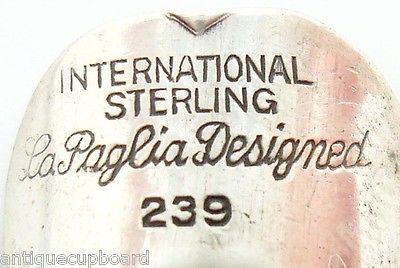 INTERNATIONAL
STERLING
La Paglia Designed
239
antiquecupboard